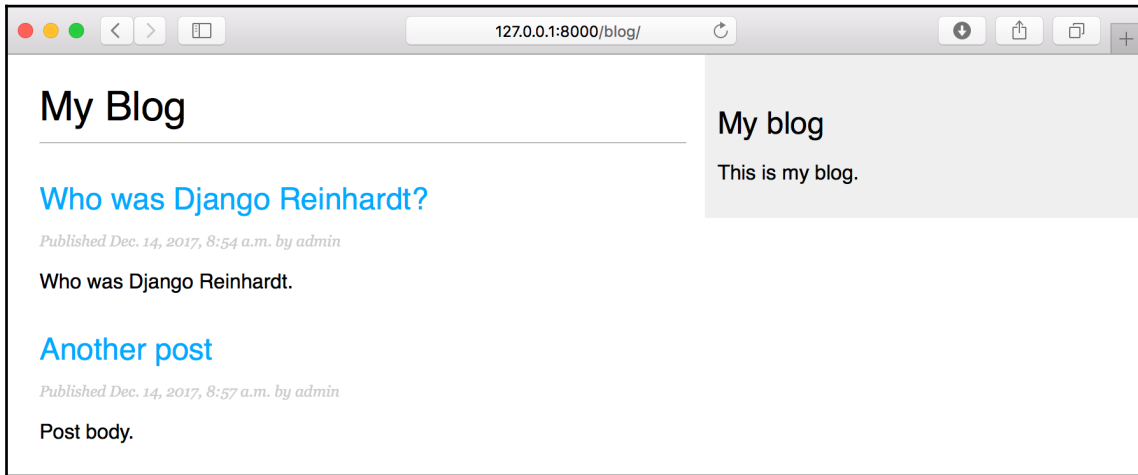 127.0.0.1:8000/blog/
My Blog
Who was Django Reinhardt?
Published Dec. 14, 2017, 8:54 a.m. by admin
Who was Django Reinhardt.
Another post
Published Dec. 14, 2017, 8:57 a.m. by admin
Post body.
My blog
This is my blog.